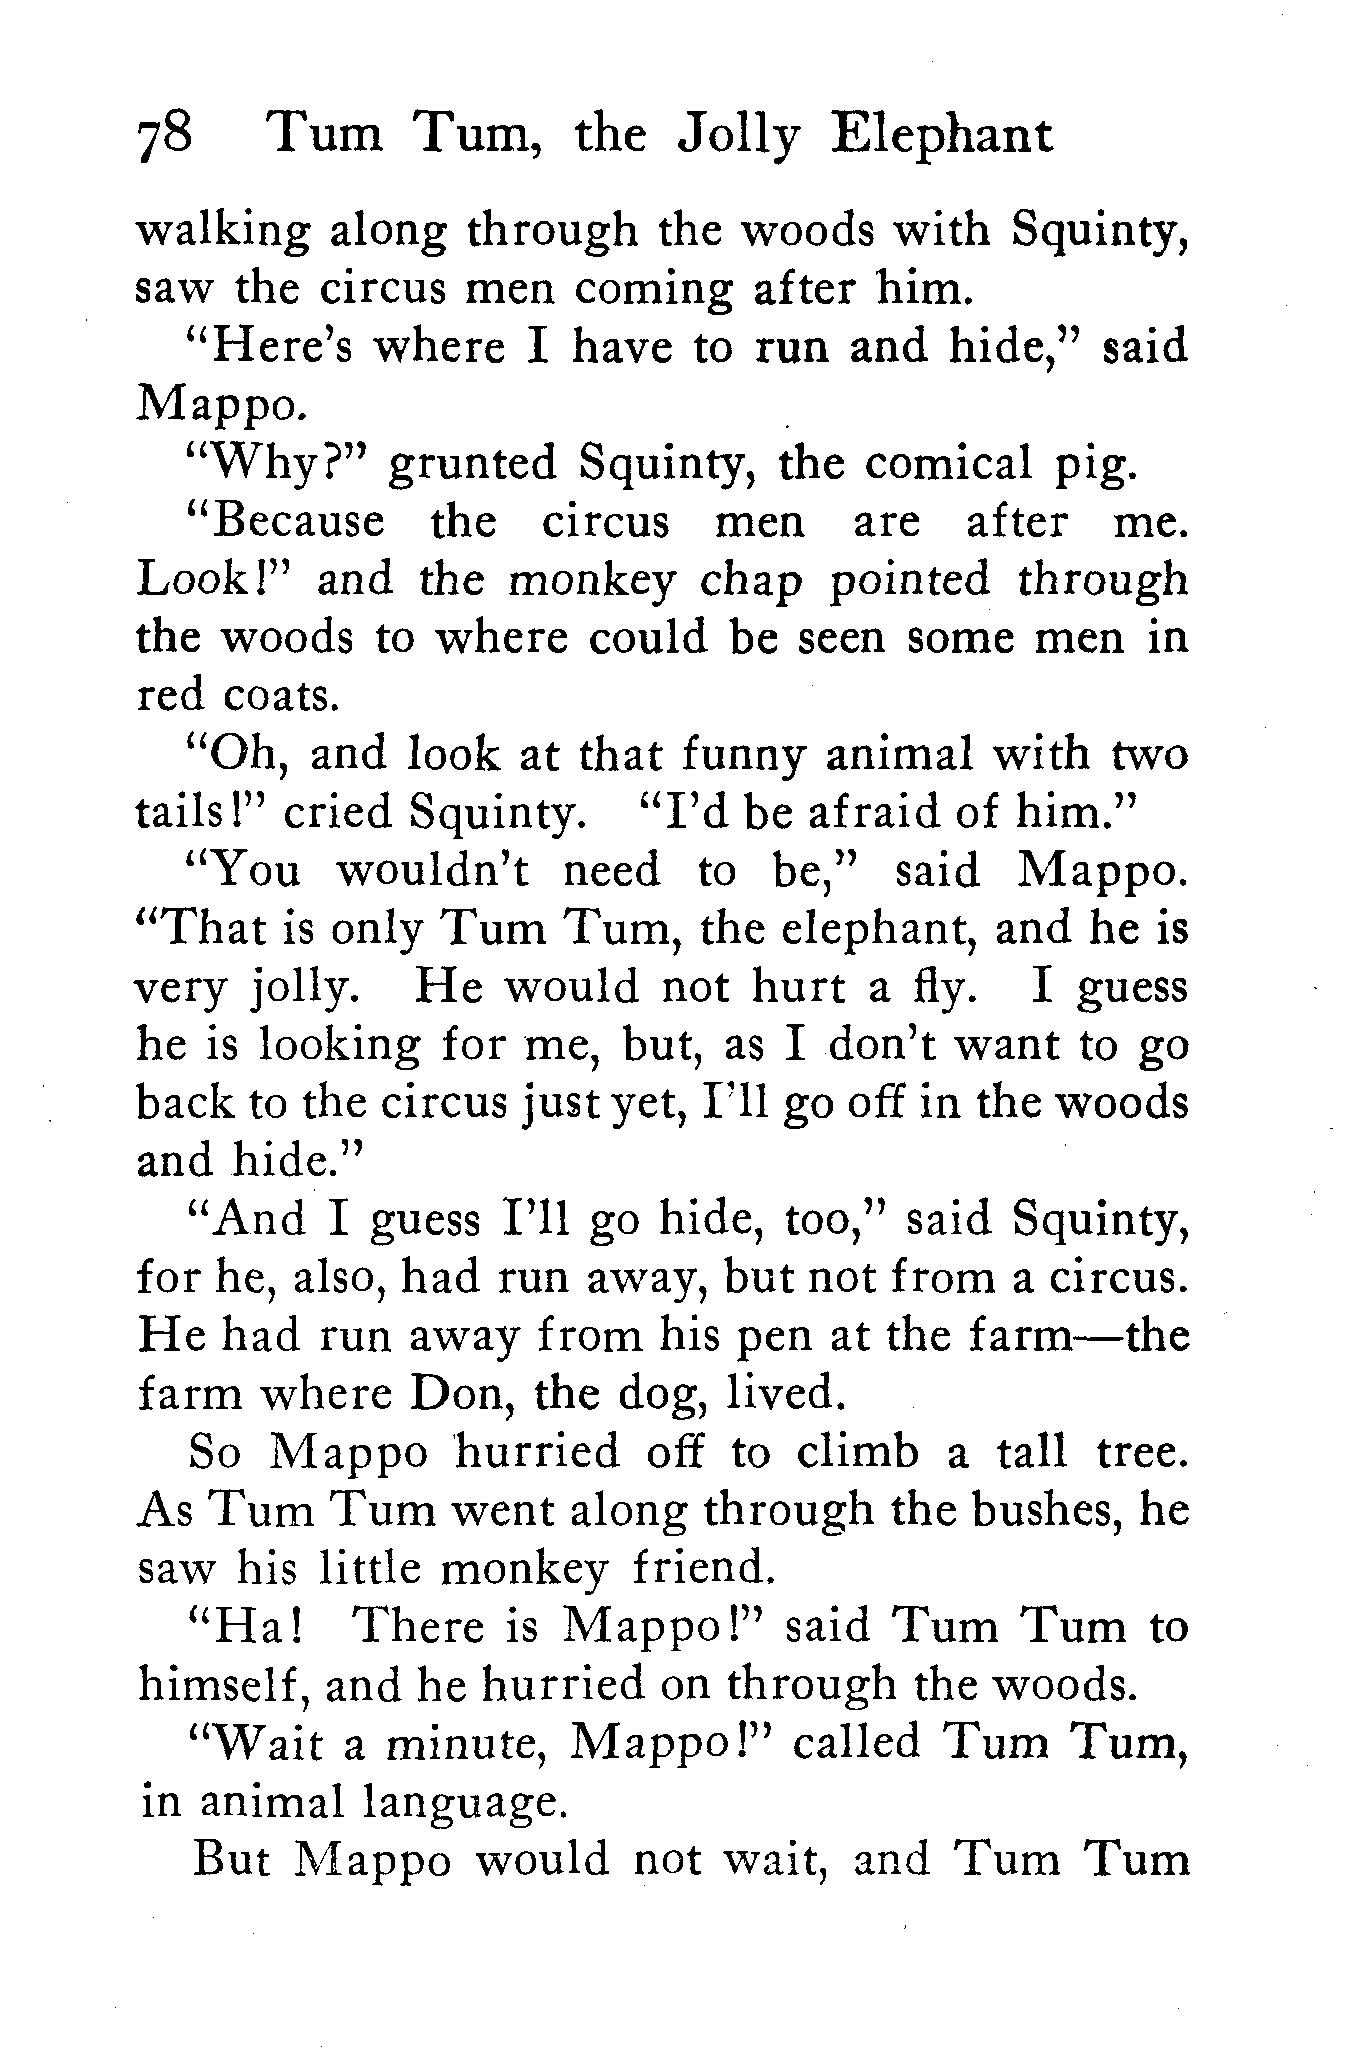 78 Tum Tum, the Jolly Elephant
walking along through the woods with Squinty,
saw the circus men coming after him.
“Here’s where I have to run and hide,” said
Mappo.
“Why?” grunted Squinty, the comical pig.
“Because the circus men are after me.
Look!” and the monkey chap pointed through
the woods to where could be seen some men in
red coats.
“Oh, and look at that funny animal with two
tails!” cried Squinty. “I’d be afraid of him.”
“You wouldn’t need to be,” said Mappo.
“That is only Tum Tum, the elephant, and he is
very jolly. He would not hurt a fly. I guess
he is looking for me, but, as I don’t want to go
back to the circus just yet, I’ll go off in the woods
and hide.”
“And I guess I’ll go hide, too,” said Squinty,
for he, also, had run away, but not from a circus.
He had run away from his pen at the farm—the
farm where Don, the dog, lived.
So Mappo hurried off to climb a tall tree.
As Tum Tum went along through the bushes, he
saw his little monkey friend.
“Ha! There is Mappo!” said Tum Tum to
himself, and he hurried on through the woods.
“Wait a minute, Mappo!” called Tum Tum,
in animal language.
But Mappo would not wait, and Tum Tum